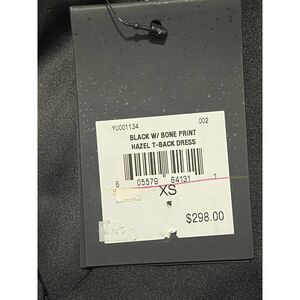 YU001134 002
BLACK W/ BONE PRINT
HAZEL T-BACK DRESS
6 05579 64131 1
XS
$298.00